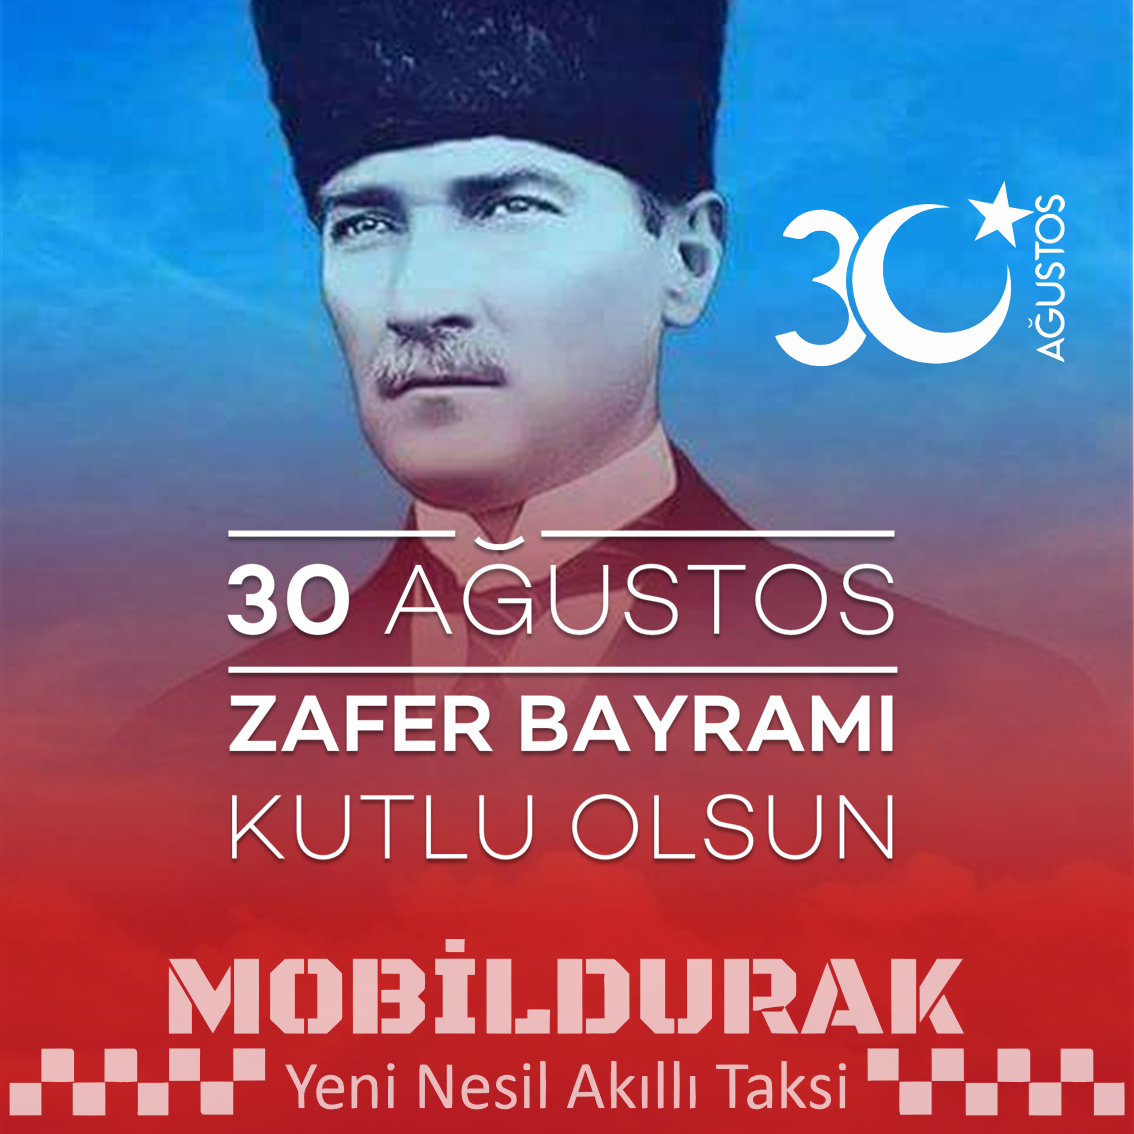 30
AĞUSTOS
30 AĞUSTOS
ZAFER BAYRAMI
KUTLU OLSUN
MOBİLDURAK
Yeni Nesil Akıllı Taksi